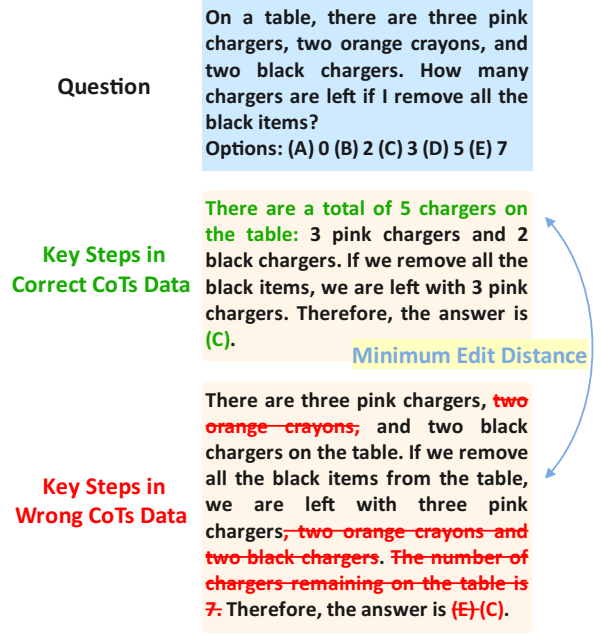 On a table, there are three pink
chargers, two orange crayons, and
two black chargers. How many
chargers are left if I remove all the
black items?
Options: (A) 0 (B) 2 (C) 3 (D) 5 (E) 7
Question
There are a total of 5 chargers on
the table: 3 pink chargers and 2
black chargers. If we remove all the
black items, we are left with 3 pink
chargers. Therefore, the answer is
(C).
Key Steps in
Correct CoTs Data
Minimum Edit Distance
There are three pink chargers, two
orange crayons, and two black
chargers on the table. If we remove
all the black items from the table,
we are left with three pink
chargers, two orange crayons and
two black chargers. The number of
chargers remaining on the table is
7. Therefore, the answer is (E) (C).
Key Steps in
Wrong CoTs Data